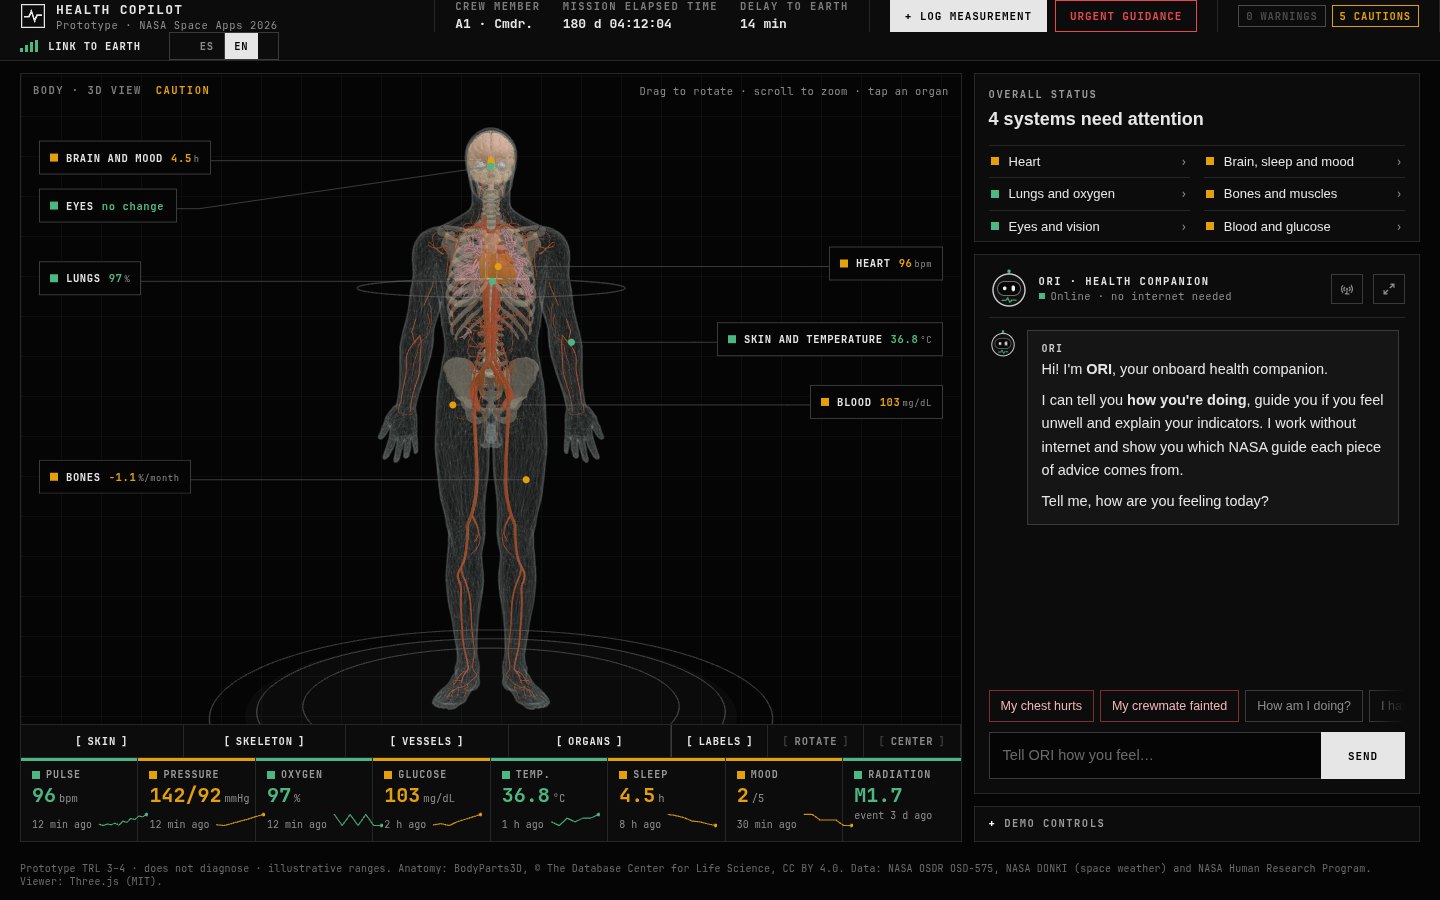 HEALTH COPILOT
Prototype · NASA Space Apps 2026
CREW MEMBER
A1 · Cmdr.
MISSION ELAPSED TIME
180 d 04:12:04
DELAY TO EARTH
14 min
+ LOG MEASUREMENT
URGENT GUIDANCE
0 WARNINGS
5 CAUTIONS
LINK TO EARTH
ES
EN
BODY · 3D VIEW CAUTION
Drag to rotate · scroll to zoom · tap an organ
BRAIN AND MOOD 4.5 h
EYES no change
LUNGS 97 %
HEART 96 bpm
SKIN AND TEMPERATURE 36.8 °C
BLOOD 103 mg/dL
BONES -1.1 %/month
[ SKIN ]
[ SKELETON ]
[ VESSELS ]
[ ORGANS ]
[ LABELS ]
[ ROTATE ]
[ CENTER ]
PULSE
96 bpm
12 min ago
PRESSURE
142/92 mmHg
12 min ago
OXYGEN
97 %
12 min ago
GLUCOSE
103 mg/dL
2 h ago
TEMP.
36.8 °C
1 h ago
SLEEP
4.5 h
8 h ago
MOOD
2 /5
30 min ago
RADIATION
M1.7
event 3 d ago
OVERALL STATUS
4 systems need attention
Heart ›
Brain, sleep and mood ›
Lungs and oxygen ›
Bones and muscles ›
Eyes and vision ›
Blood and glucose ›
ORI · HEALTH COMPANION
Online · no internet needed
ORI
Hi! I'm ORI, your onboard health companion.
I can tell you how you're doing, guide you if you feel
unwell and explain your indicators. I work without
internet and show you which NASA guide each piece
of advice comes from.
Tell me, how are you feeling today?
My chest hurts
My crewmate fainted
How am I doing?
Tell ORI how you feel…
SEND
+ DEMO CONTROLS
Prototype TRL 3–4 · does not diagnose · illustrative ranges. Anatomy: BodyParts3D, © The Database Center for Life Science, CC BY 4.0. Data: NASA OSDR OSD-575, NASA DONKI (space weather) and NASA Human Research Program.
Viewer: Three.js (MIT).